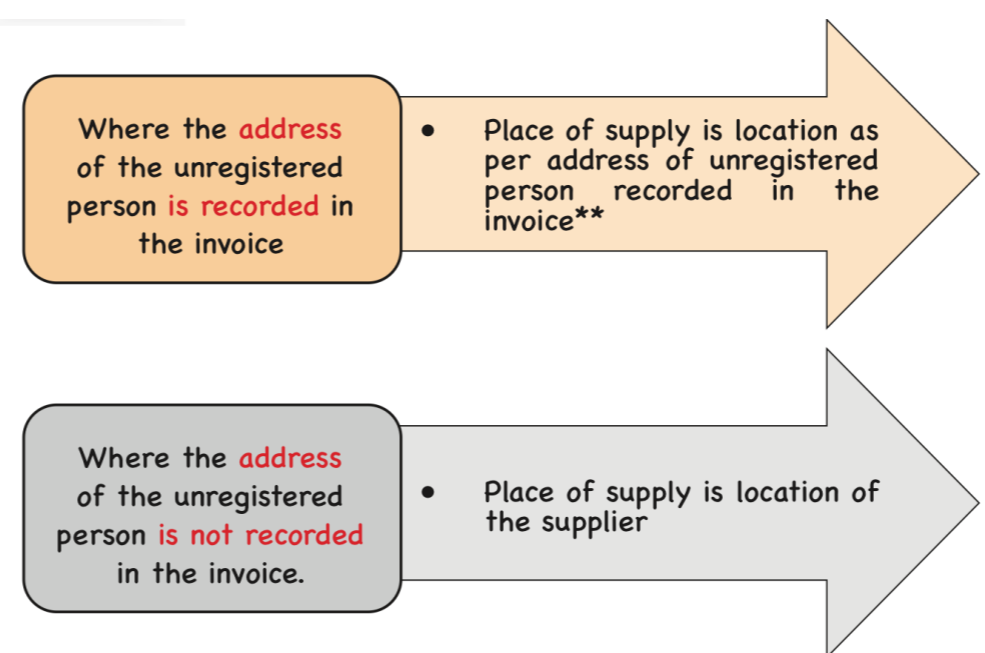 Where the address
of the unregistered
person is recorded in
the invoice
• Place of supply is location as
per address of unregistered
person recorded in the
invoice**
Where the address
of the unregistered
person is not recorded
in the invoice.
• Place of supply is location of
the supplier